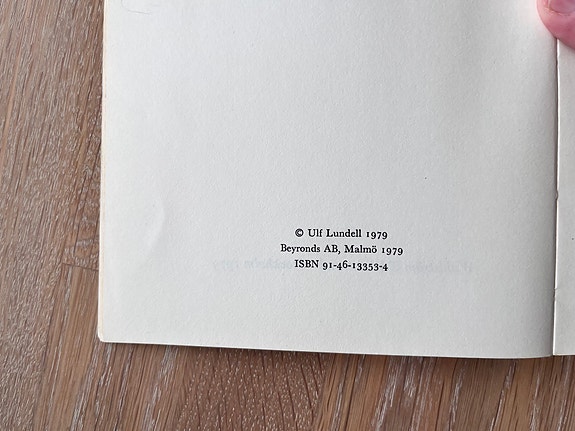 © Ulf Lundell 1979
Beyronds AB, Malmö 1979
ISBN 91-46-13353-4